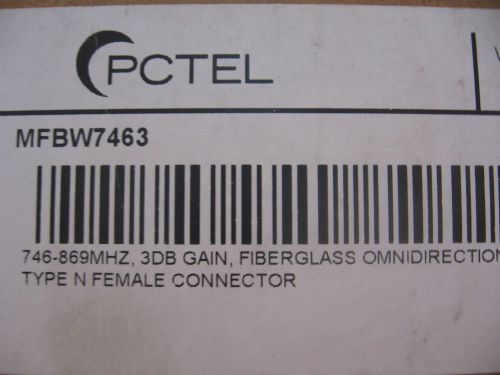 PCTEL
MFBW7463
746-869MHZ, 3DB GAIN, FIBERGLASS OMNIDIRECTION
TYPE N FEMALE CONNECTOR